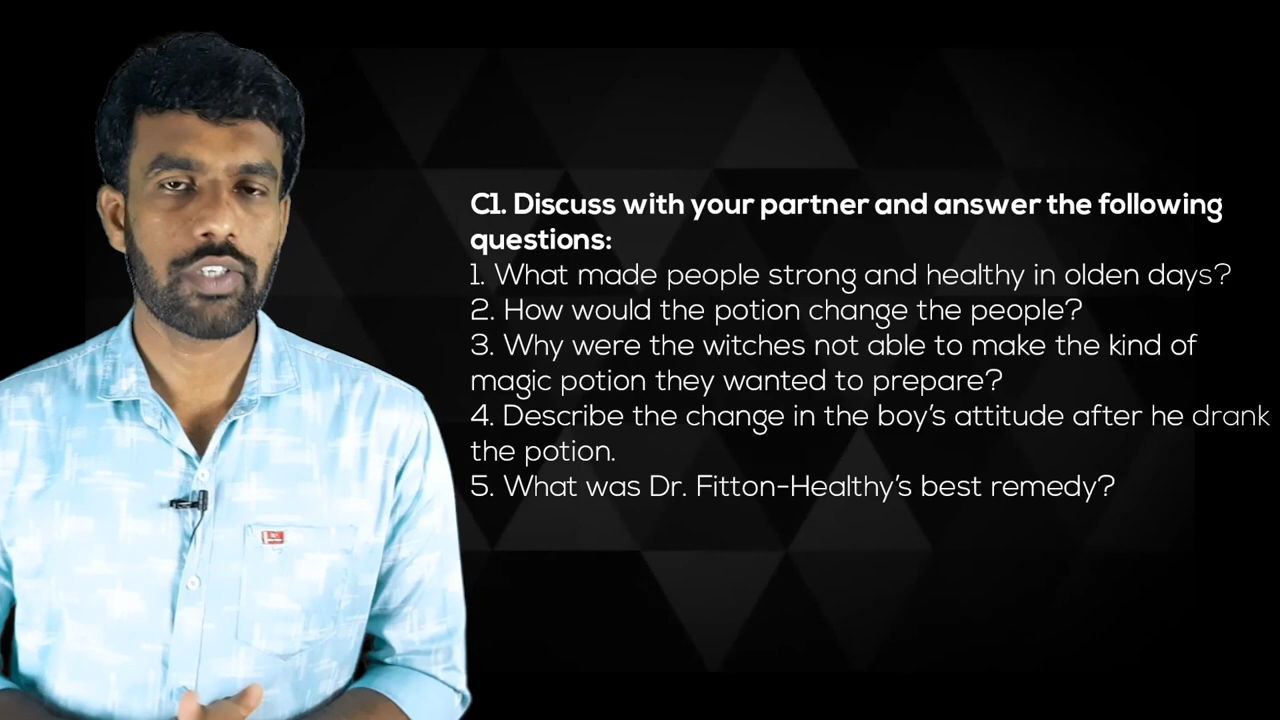 C1. Discuss with your partner and answer the following
questions:
1. What made people strong and healthy in olden days?
2. How would the potion change the people?
3. Why were the witches not able to make the kind of
magic potion they wanted to prepare?
4. Describe the change in the boy’s attitude after he drank
the potion.
5. What was Dr. Fitton-Healthy’s best remedy?